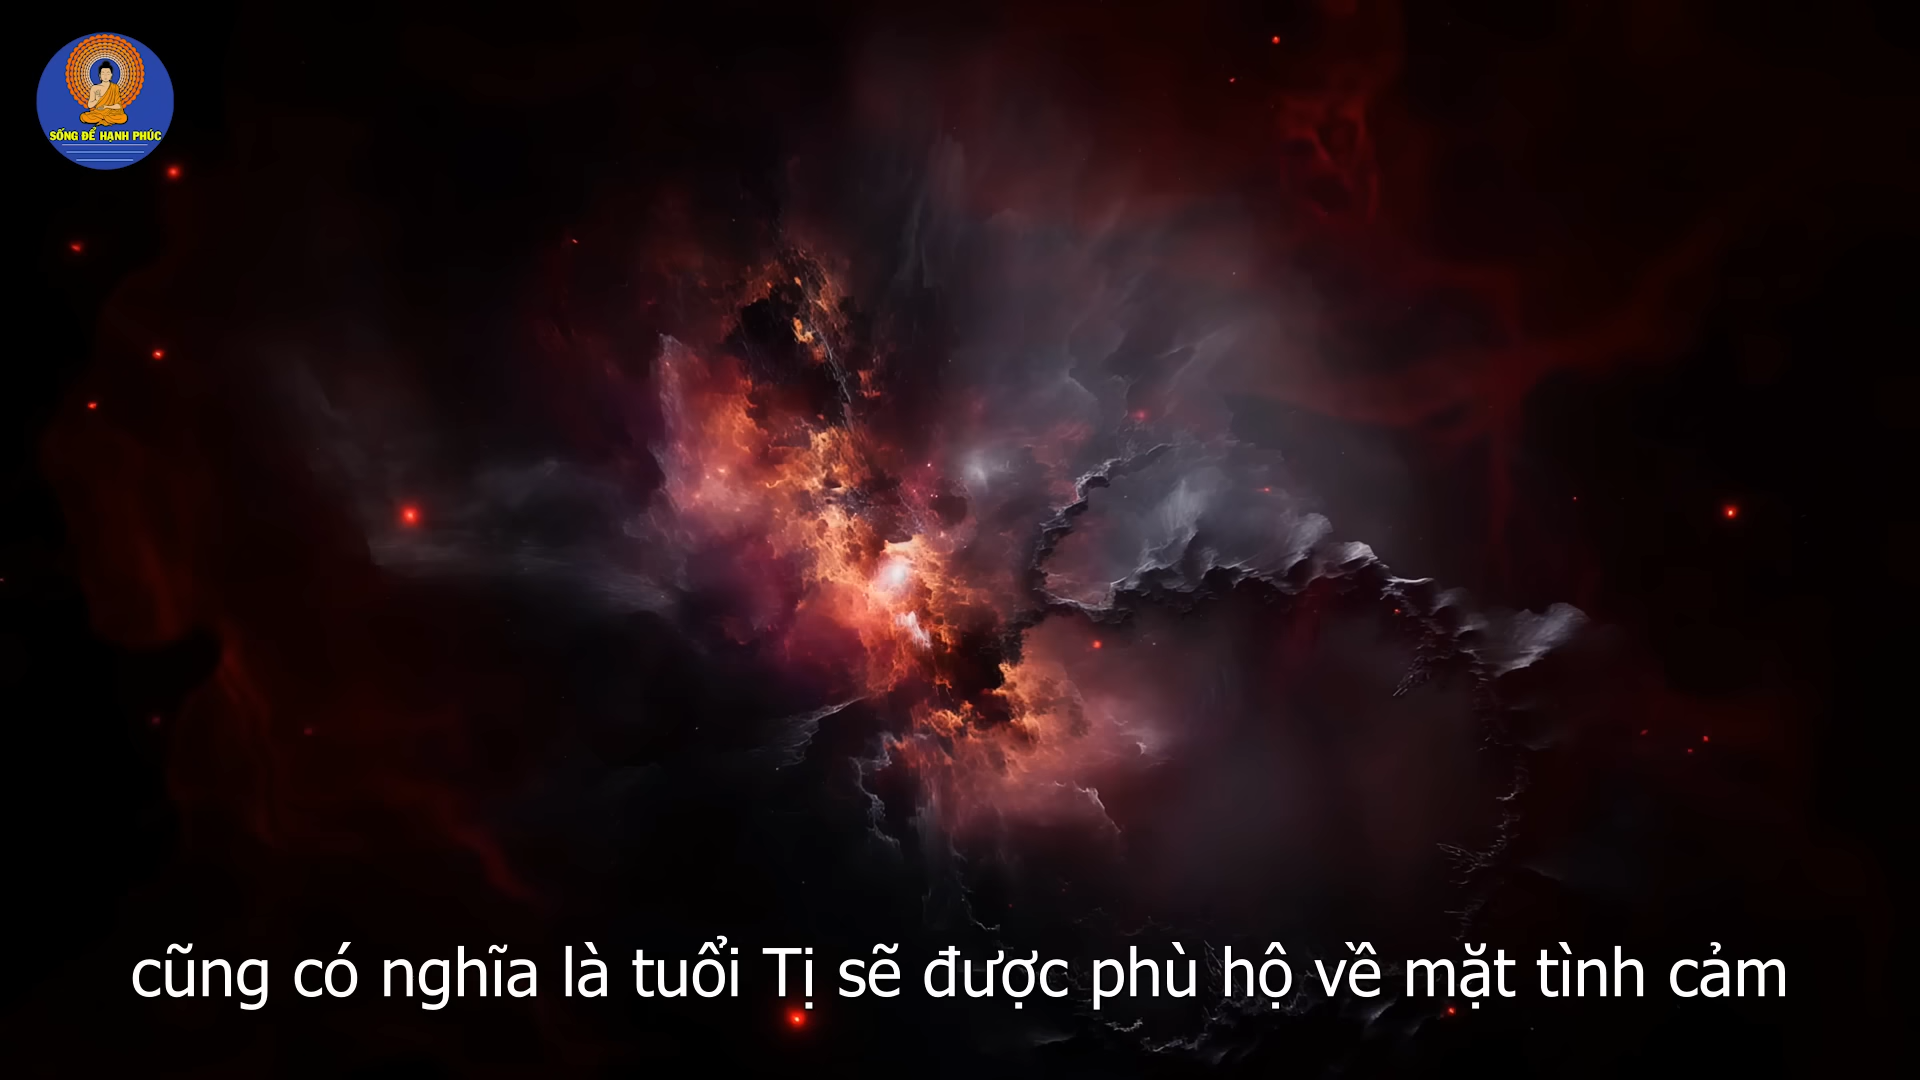 SỐNG ĐỂ HẠNH PHÚC
cũng có nghĩa là tuổi Tị sẽ được phù hộ về mặt tình cảm